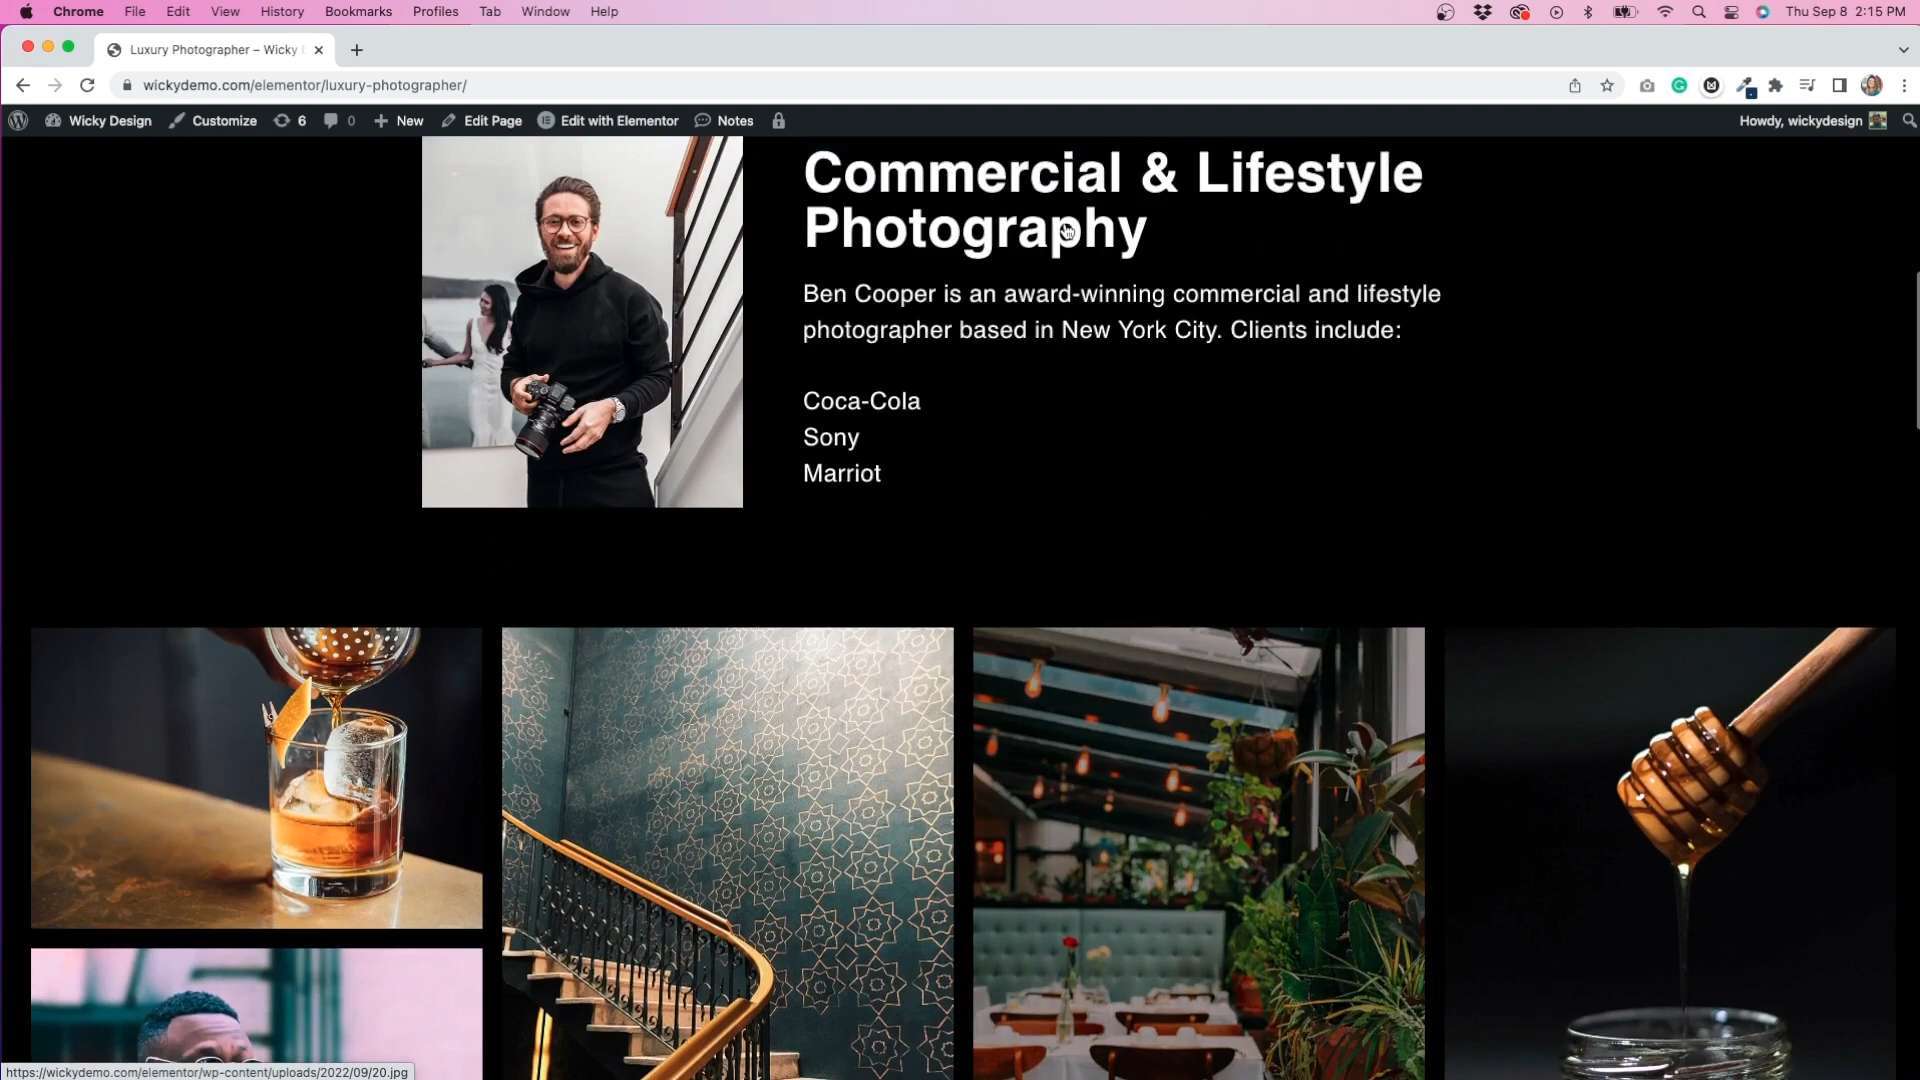 Chrome File Edit View History Bookmarks Profiles Tab Window Help Thu Sep 8 2:15 PM
Luxury Photographer – Wicky
wickydemo.com/elementor/luxury-photographer/
Wicky Design Customize 6 0 New Edit Page Edit with Elementor Notes Howdy, wickydesign
Commercial & Lifestyle
Photography
Ben Cooper is an award-winning commercial and lifestyle
photographer based in New York City. Clients include:
Coca-Cola
Sony
Marriot
https://wickydemo.com/elementor/wp-content/uploads/2022/09/20.jpg